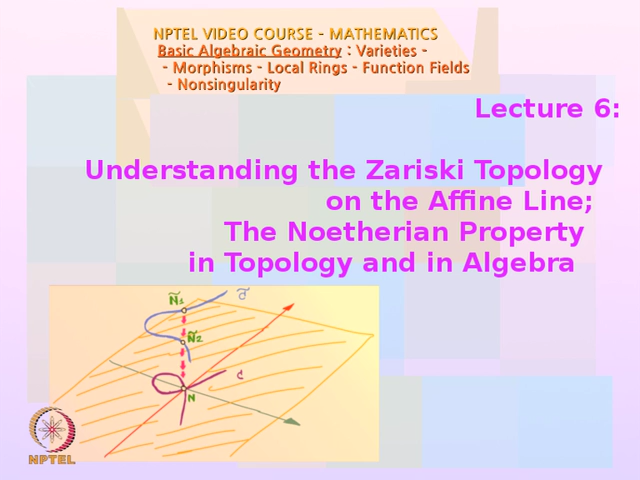 NPTEL VIDEO COURSE - MATHEMATICS
Basic Algebraic Geometry : Varieties -
- Morphisms - Local Rings - Function Fields
- Nonsingularity
Lecture 6:
Understanding the Zariski Topology
on the Affine Line;
The Noetherian Property
in Topology and in Algebra
Ñ1
Ñ2
N
NPTEL